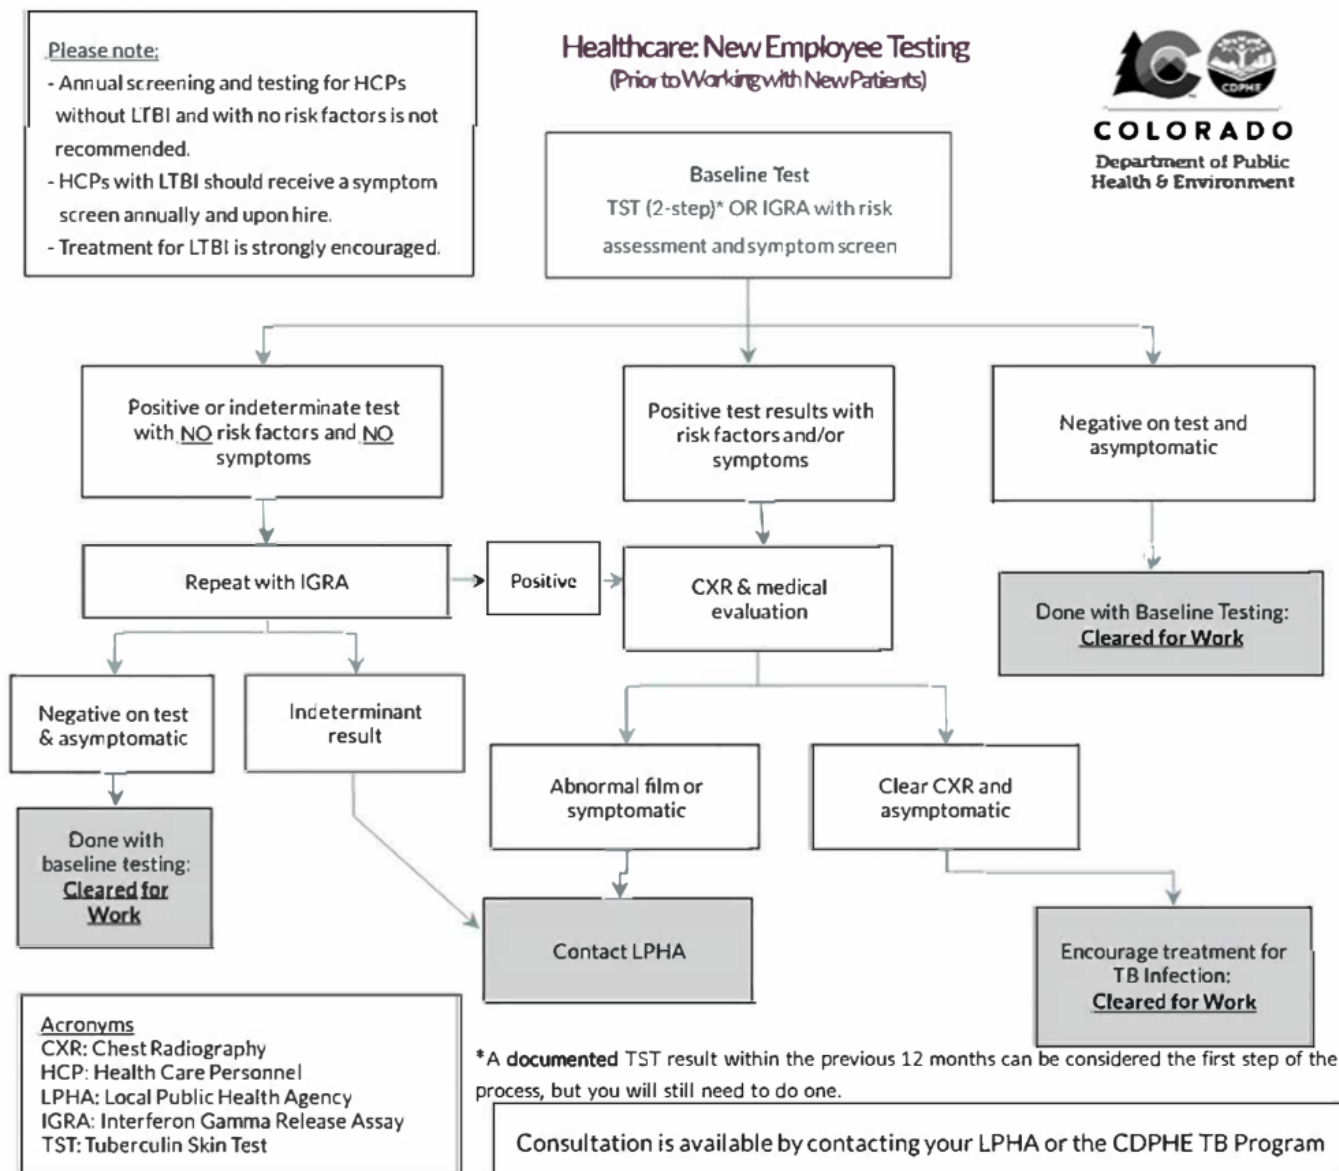 Please note:
- Annual screening and testing for HCPs
without LTBI and with no risk factors is not
recommended.
- HCPs with LTBI should receive a symptom
screen annually and upon hire.
- Treatment for LTBI is strongly encouraged.
Healthcare: New Employee Testing
(Prior to Working with New Patients)
CDPHE
COLORADO
Department of Public
Health & Environment
Baseline Test
TST (2-step)* OR IGRA with risk
assessment and symptom screen
Positive or indeterminate test
with NO risk factors and NO
symptoms
Positive test results with
risk factors and/or
symptoms
Negative on test and
asymptomatic
Repeat with IGRA
Positive
CXR & medical
evaluation
Done with Baseline Testing:
Cleared for Work
Negative on test
& asymptomatic
Indeterminant
result
Abnormal film or
symptomatic
Clear CXR and
asymptomatic
Done with
baseline testing:
Cleared for
Work
Contact LPHA
Encourage treatment for
TB Infection:
Cleared for Work
Acronyms
CXR: Chest Radiography
HCP: Health Care Personnel
LPHA: Local Public Health Agency
IGRA: Interferon Gamma Release Assay
TST: Tuberculin Skin Test
*A documented TST result within the previous 12 months can be considered the first step of the
process, but you will still need to do one.
Consultation is available by contacting your LPHA or the CDPHE TB Program